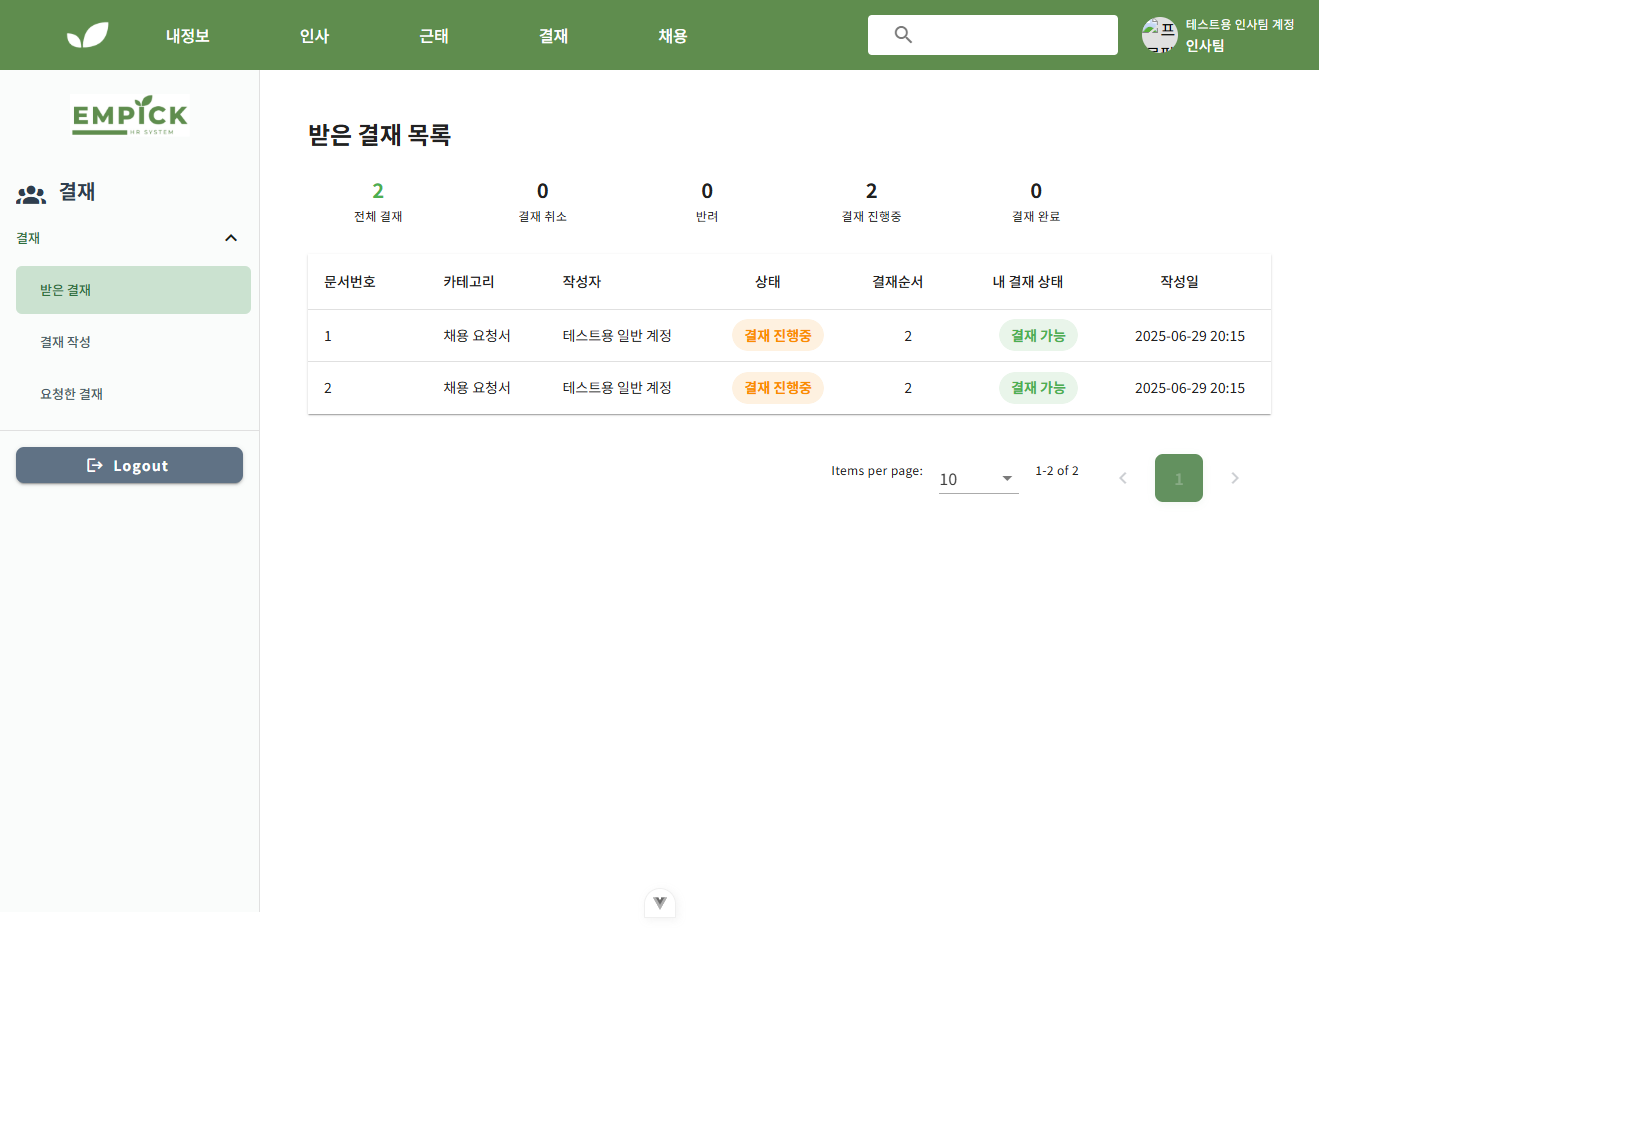 내정보 인사 근태 결재 채용
테스트용 인사팀 계정
인사팀
EMPICK
HR SYSTEM
결재
결재
받은 결재
결재 작성
요청한 결재
Logout
받은 결재 목록
2 0 0 2 0
전체 결재 결재 취소 반려 결재 진행중 결재 완료
문서번호 카테고리 작성자 상태 결재순서 내 결재 상태 작성일
1 채용 요청서 테스트용 일반 계정 결재 진행중 2 결재 가능 2025-06-29 20:15
2 채용 요청서 테스트용 일반 계정 결재 진행중 2 결재 가능 2025-06-29 20:15
Items per page: 10 1-2 of 2 1